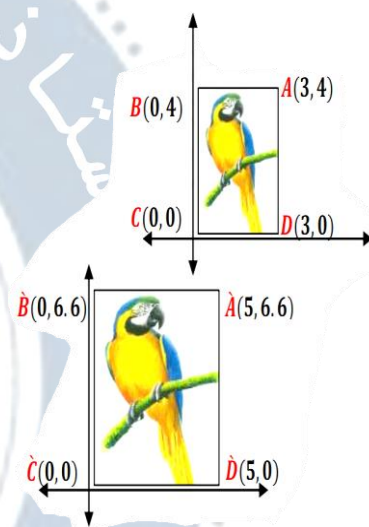 A(3,4)
B(0,4)
C(0,0)
D(3,0)
B̀(0,6.6)
À(5,6.6)
C̀(0,0)
D̀(5,0)